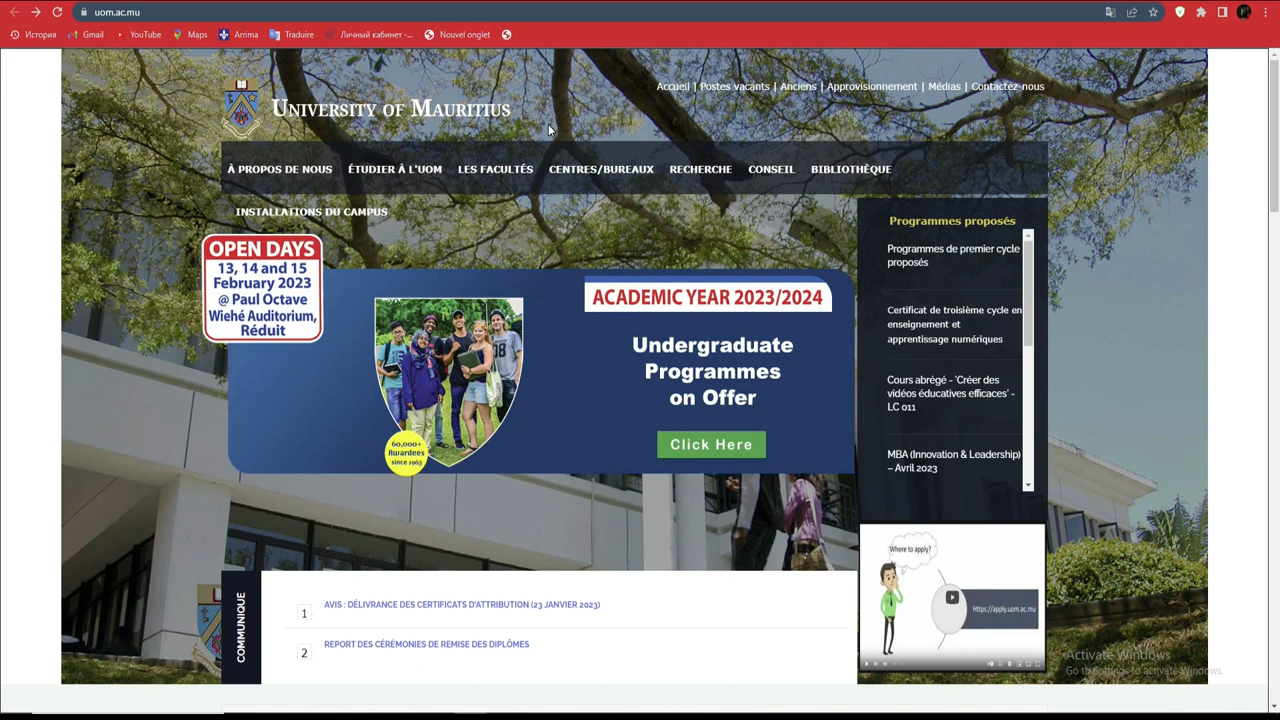 uom.ac.mu
История Gmail YouTube Maps Arrima Traduire Личный кабинет -... Nouvel onglet
Accueil | Postes vacants | Anciens | Approvisionnement | Médias | Contactez-nous
UNIVERSITY OF MAURITIUS
À PROPOS DE NOUS ÉTUDIER À L'UOM LES FACULTÉS CENTRES/BUREAUX RECHERCHE CONSEIL BIBLIOTHÈQUE
INSTALLATIONS DU CAMPUS
OPEN DAYS
13, 14 and 15
February 2023
@ Paul Octave
Wiehé Auditorium,
Réduit
60,000+
Awardees
since 1965
ACADEMIC YEAR 2023/2024
Undergraduate
Programmes
on Offer
Click Here
Programmes proposés
Programmes de premier cycle
proposés
Certificat de troisième cycle en
enseignement et
apprentissage numériques
Cours abrégé - 'Créer des
vidéos éducatives efficaces' -
LC 011
MBA (Innovation & Leadership)
– Avril 2023
Where to apply?
Https://apply.uom.ac.mu
COMMUNIQUE
1 AVIS : DÉLIVRANCE DES CERTIFICATS D'ATTRIBUTION (23 JANVIER 2023)
2 REPORT DES CÉRÉMONIES DE REMISE DES DIPLÔMES
Activate Windows
Go to Settings to activate Windows.